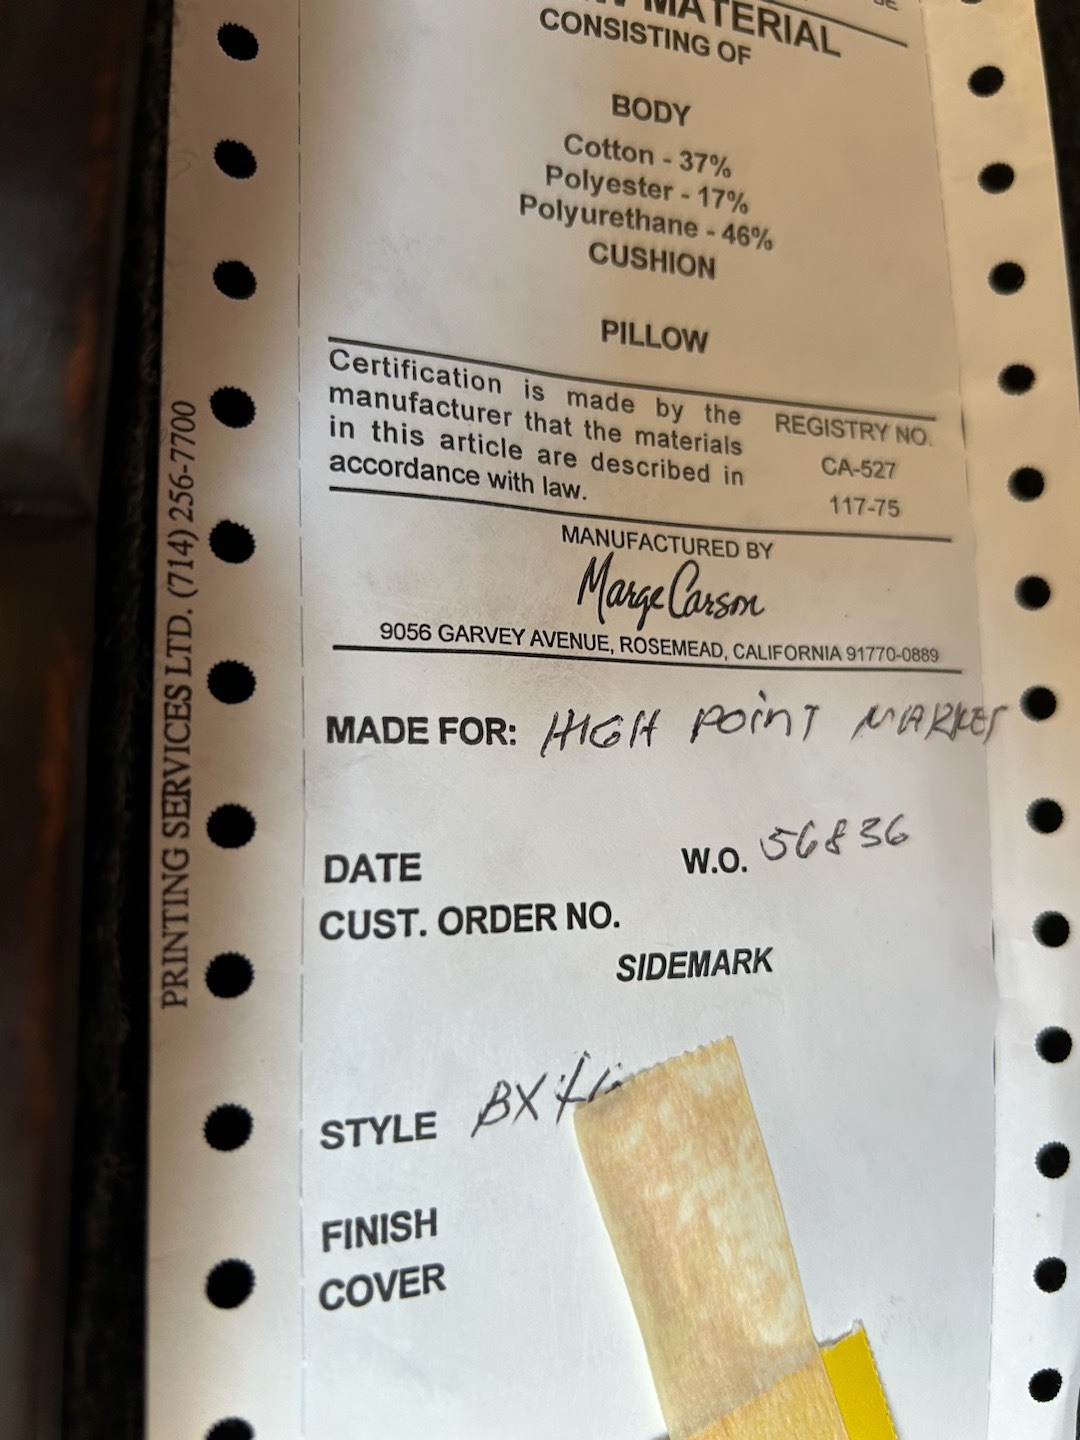 MATERIAL
CONSISTING OF
BODY
Cotton - 37%
Polyester - 17%
Polyurethane - 46%
CUSHION
PILLOW
Certification is made by the
manufacturer that the materials
in this article are described in
accordance with law.
REGISTRY NO.
CA-527
117-75
MANUFACTURED BY
Marge Carson
9056 GARVEY AVENUE, ROSEMEAD, CALIFORNIA 91770-0889
MADE FOR: HIGH POINT MARKET
DATE
W.O. 56836
CUST. ORDER NO.
SIDEMARK
STYLE BX
FINISH
COVER
PRINTING SERVICES LTD. (714) 256-7700